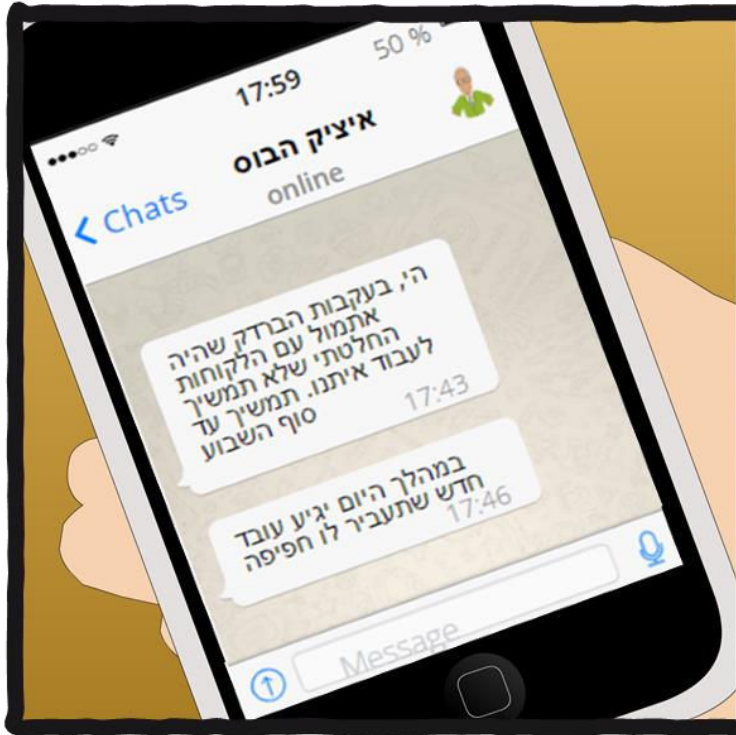 17:59
50 %
איציק הבוס
online
Chats
הי, בעקבות הברדק שהיה
אתמול עם הלקוחות
החלטתי שלא תמשיך
לעבוד איתנו. תמשיך עד
סוף השבוע
17:43
במהלך היום יגיע עובד
חדש שתעביר לו חפיפה
17:46
Message